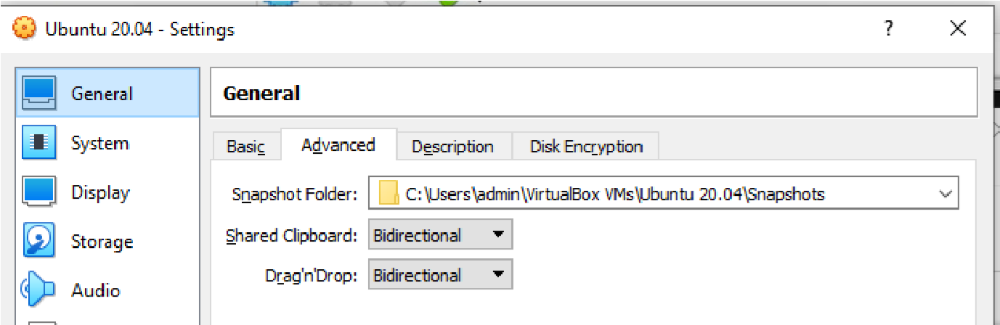 Ubuntu 20.04 - Settings ?
General
System
Display
Storage
Audio
General
Basic Advanced Description Disk Encryption
Snapshot Folder: C:\Users\admin\VirtualBox VMs\Ubuntu 20.04\Snapshots
Shared Clipboard: Bidirectional
Drag'n'Drop: Bidirectional